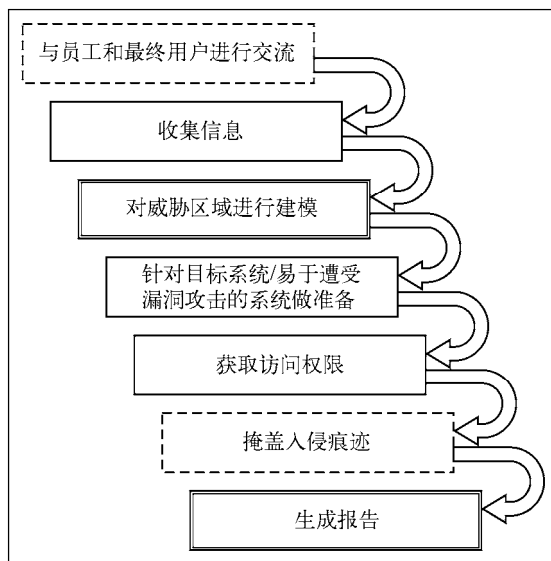 与员工和最终用户进行交流
收集信息
对威胁区域进行建模
针对目标系统/易于遭受
漏洞攻击的系统做准备
获取访问权限
掩盖入侵痕迹
生成报告